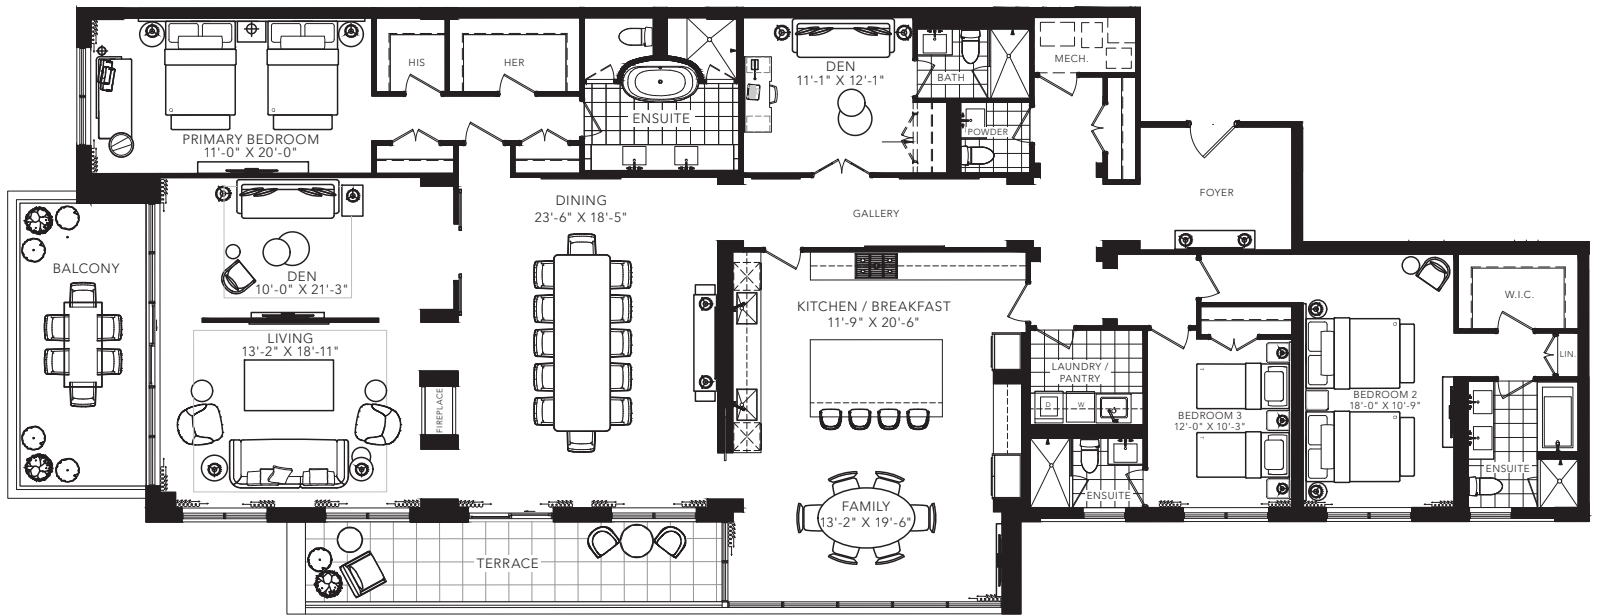 HIS
HER
MECH.
DEN
11'-1" X 12'-1"
BATH
ENSUITE
POWDER
PRIMARY BEDROOM
11'-0" X 20'-0"
FOYER
DINING
23'-6" X 18'-5"
GALLERY
BALCONY
DEN
10'-0" X 21'-3"
W.I.C.
KITCHEN / BREAKFAST
11'-9" X 20'-6"
LIVING
13'-2" X 18'-11"
LIN.
LAUNDRY /
PANTRY
D
W
FIREPLACE
BEDROOM 3
12'-0" X 10'-3"
BEDROOM 2
18'-0" X 10'-9"
ENSUITE
ENSUITE
FAMILY
13'-2" X 19'-6"
TERRACE